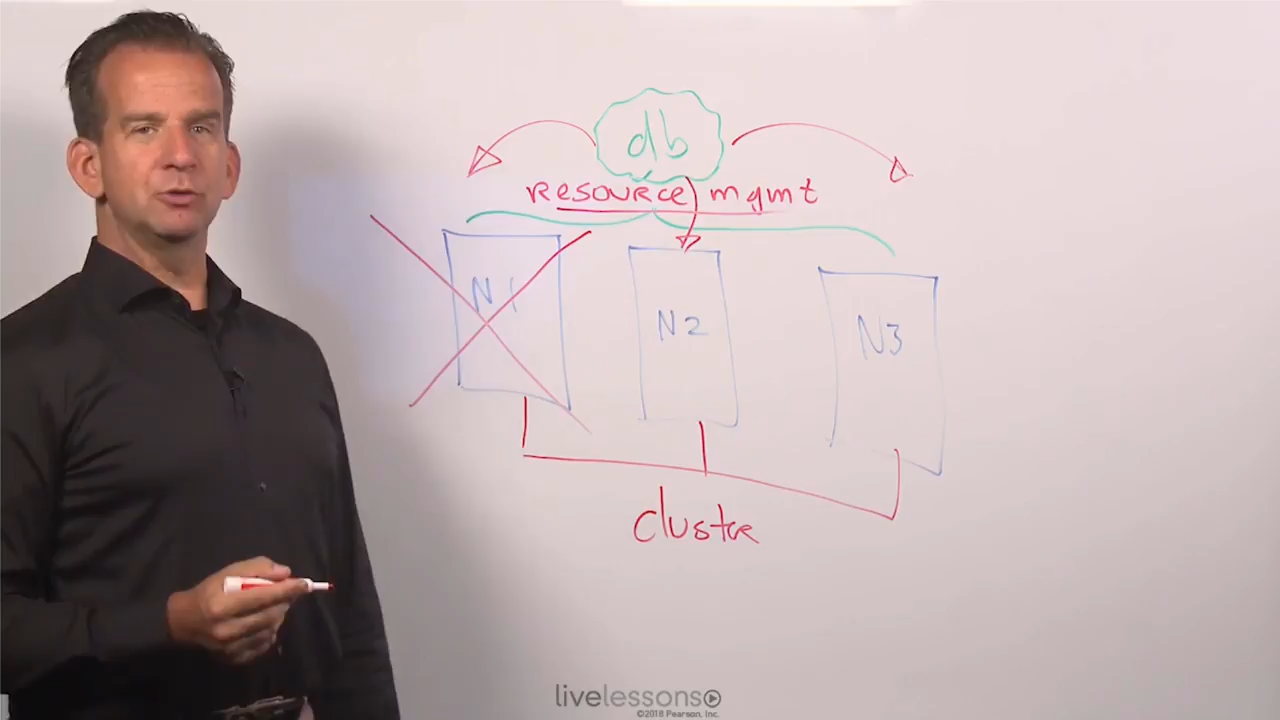 db
resource mgmt
N1
N2
N3
cluster
livelessons
©2018 Pearson, Inc.